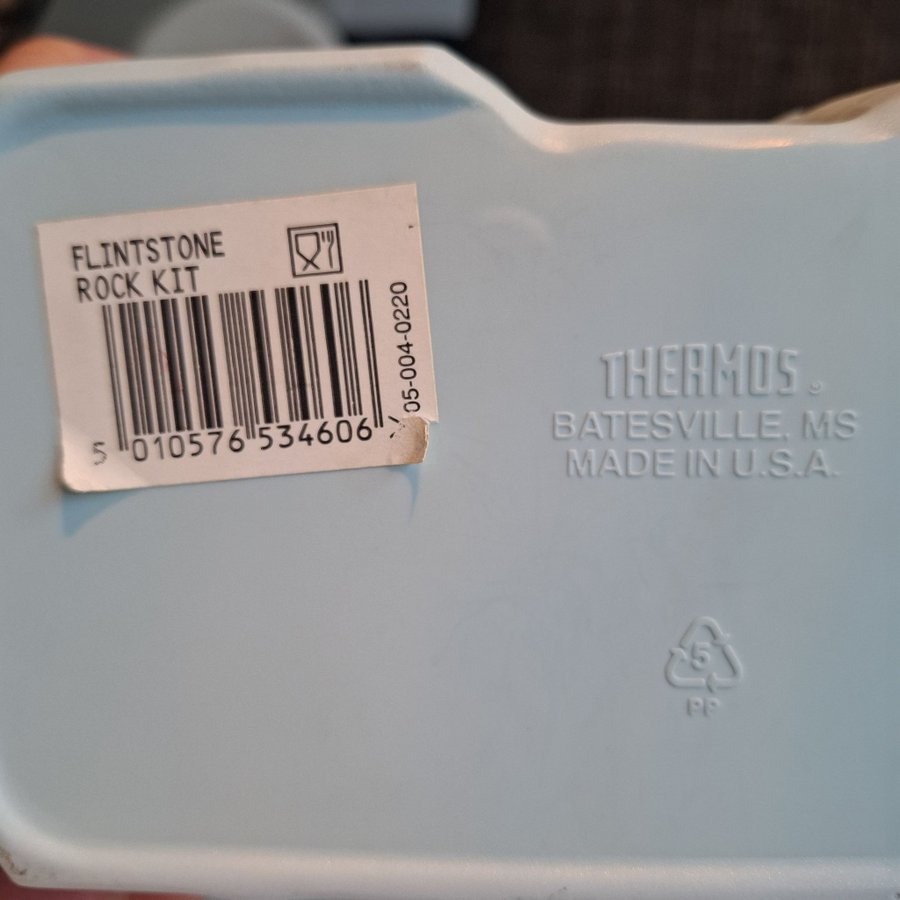 FLINTSTONE
ROCK KIT
05-004-0220
5 010576 534606
THERMOS®
BATESVILLE, MS
MADE IN U.S.A.
5
PP